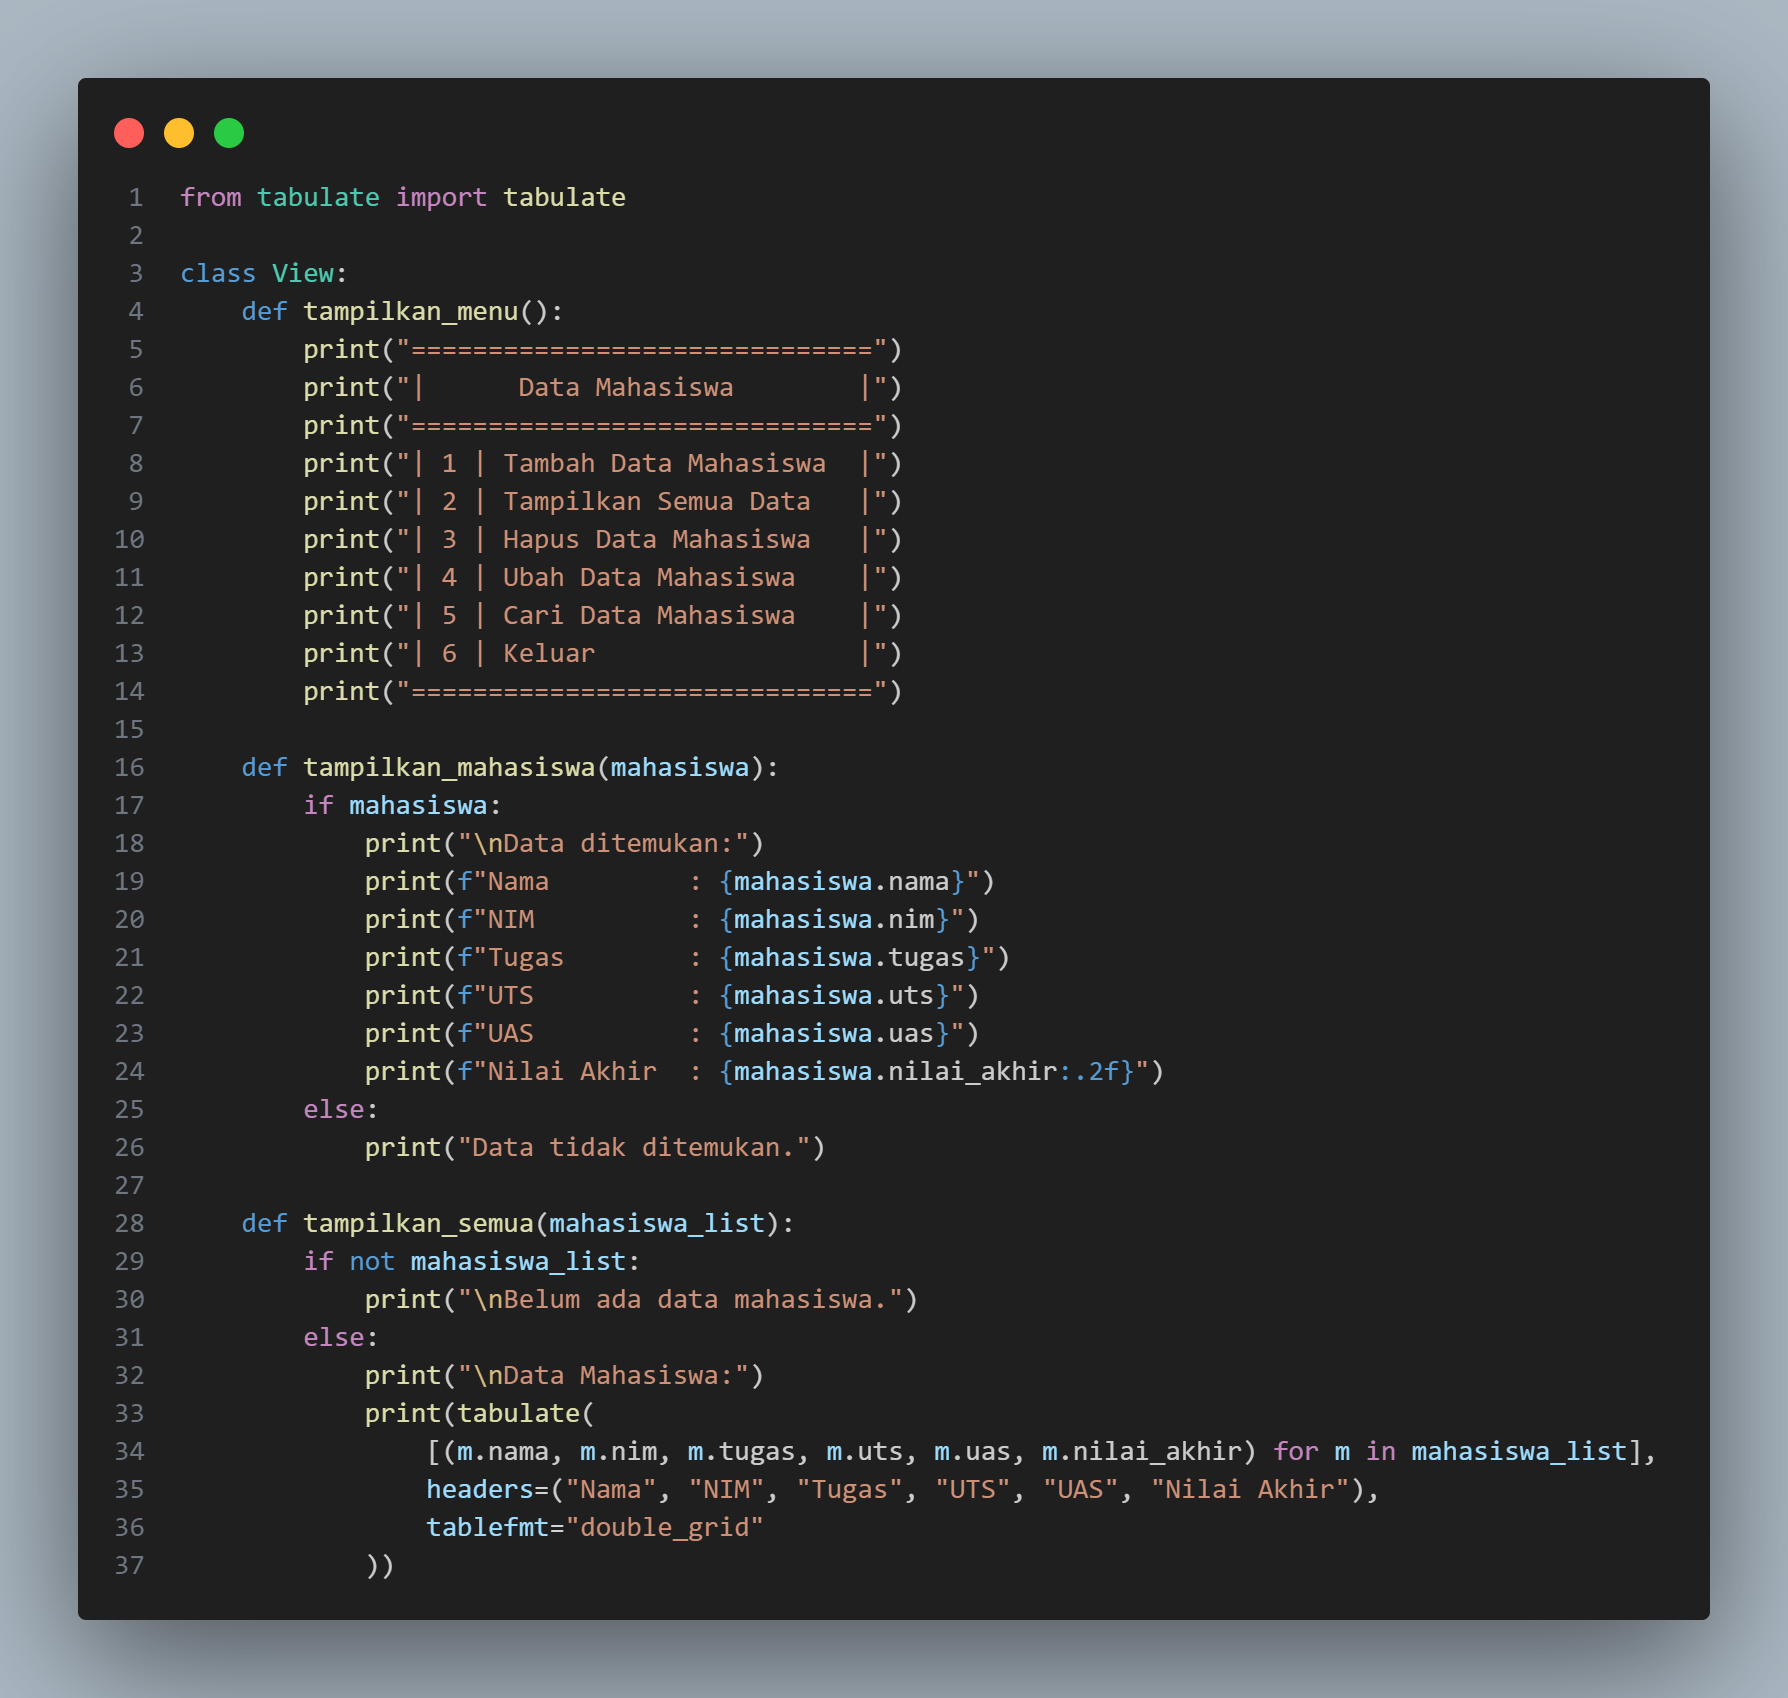 1 from tabulate import tabulate
2
3 class View:
4     def tampilkan_menu():
5         print("==============================")
6         print("|      Data Mahasiswa        |")
7         print("==============================")
8         print("| 1 | Tambah Data Mahasiswa  |")
9         print("| 2 | Tampilkan Semua Data   |")
10         print("| 3 | Hapus Data Mahasiswa   |")
11         print("| 4 | Ubah Data Mahasiswa    |")
12         print("| 5 | Cari Data Mahasiswa    |")
13         print("| 6 | Keluar                 |")
14         print("==============================")
15
16     def tampilkan_mahasiswa(mahasiswa):
17         if mahasiswa:
18             print("\nData ditemukan:")
19             print(f"Nama         : {mahasiswa.nama}")
20             print(f"NIM          : {mahasiswa.nim}")
21             print(f"Tugas        : {mahasiswa.tugas}")
22             print(f"UTS          : {mahasiswa.uts}")
23             print(f"UAS          : {mahasiswa.uas}")
24             print(f"Nilai Akhir  : {mahasiswa.nilai_akhir:.2f}")
25         else:
26             print("Data tidak ditemukan.")
27
28     def tampilkan_semua(mahasiswa_list):
29         if not mahasiswa_list:
30             print("\nBelum ada data mahasiswa.")
31         else:
32             print("\nData Mahasiswa:")
33             print(tabulate(
34                 [(m.nama, m.nim, m.tugas, m.uts, m.uas, m.nilai_akhir) for m in mahasiswa_list],
35                 headers=("Nama", "NIM", "Tugas", "UTS", "UAS", "Nilai Akhir"),
36                 tablefmt="double_grid"
37             ))